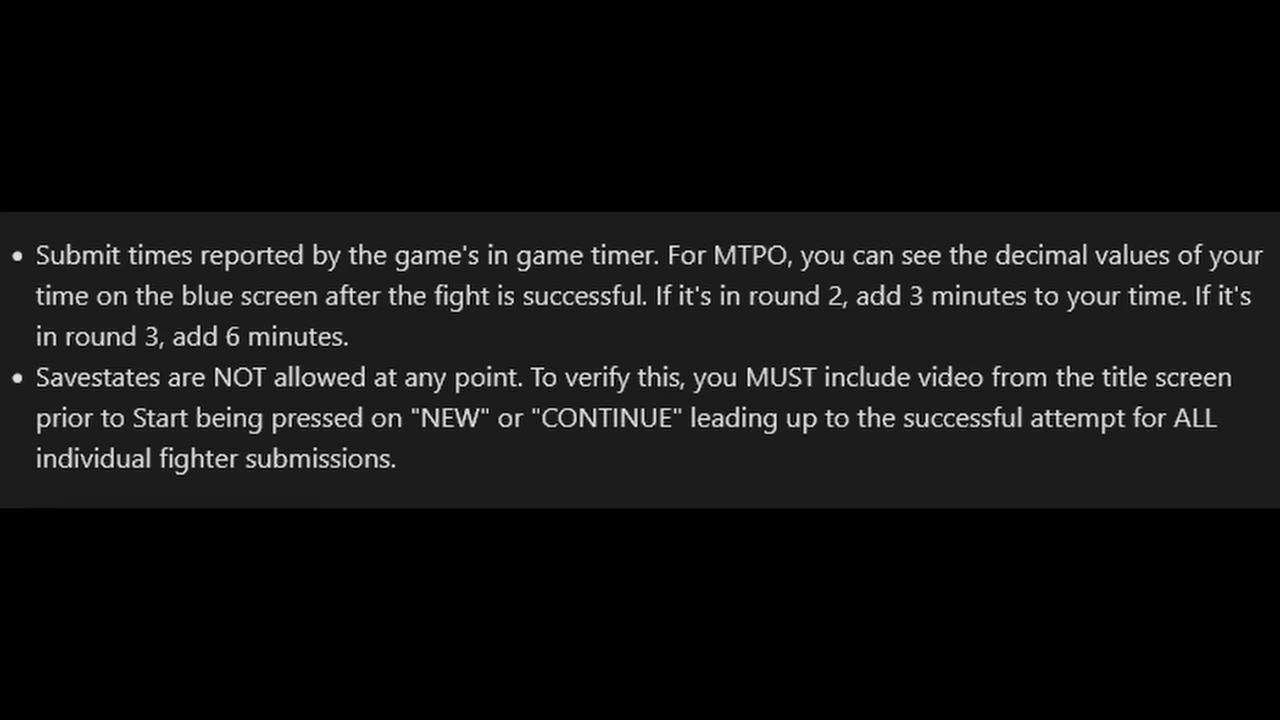 • Submit times reported by the game's in game timer. For MTPO, you can see the decimal values of your
time on the blue screen after the fight is successful. If it's in round 2, add 3 minutes to your time. If it's
in round 3, add 6 minutes.
• Savestates are NOT allowed at any point. To verify this, you MUST include video from the title screen
prior to Start being pressed on "NEW" or "CONTINUE" leading up to the successful attempt for ALL
individual fighter submissions.